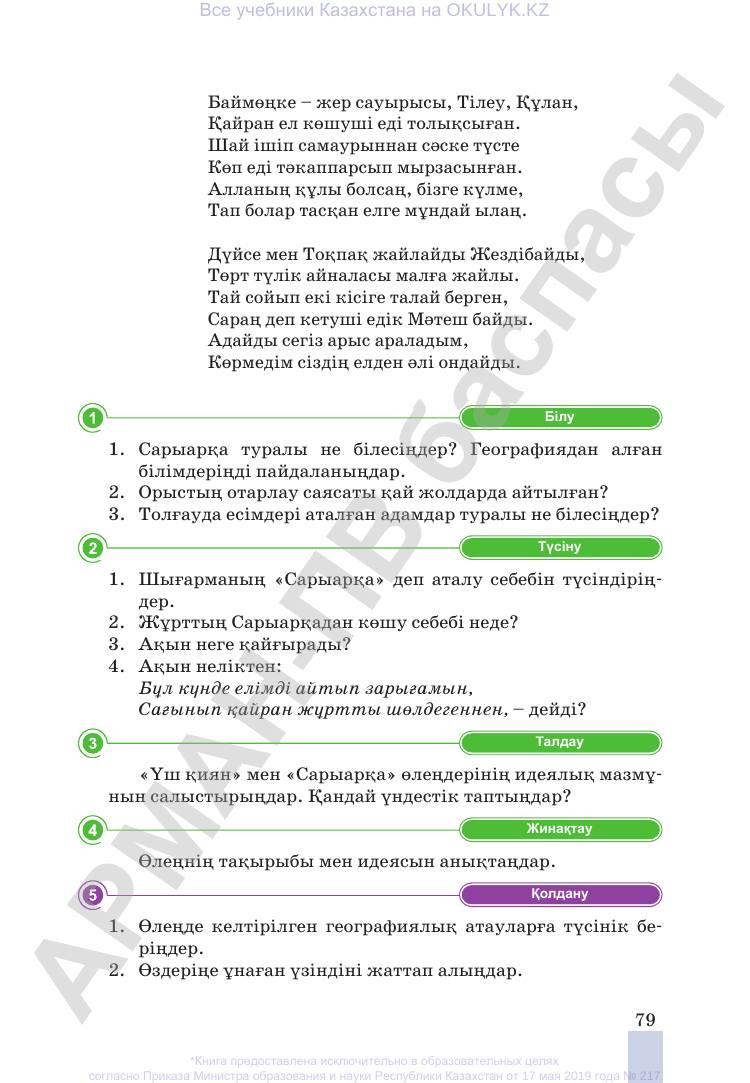 Все учебники Казахстана на OKULYK.KZ
Баймөңке – жер сауырысы, Тілеу, Құлан,
Қайран ел көшуші еді толықсыған.
Шай ішіп самаурыннан сәске түсте
Көп еді тәкаппарсып мырзасынған.
Алланың құлы болсаң, бізге күлме,
Тап болар тасқан елге мұндай ылаң.
Дүйсе мен Тоқпақ жайлайды Жездібайды,
Төрт түлік айналасы малға жайлы.
Тай сойып екі кісіге талай берген,
Сараң деп кетуші едік Мәтеш байды.
Адайды сегіз арыс араладым,
Көрмедім сіздің елден әлі ондайды.
1 Білу
1. Сарыарқа туралы не білесіңдер? Географиядан алған
білімдеріңді пайдаланыңдар.
2. Орыстың отарлау саясаты қай жолдарда айтылған?
3. Толғауда есімдері аталған адамдар туралы не білесіңдер?
2 Түсіну
1. Шығарманың «Сарыарқа» деп аталу себебін түсіндірің-
дер.
2. Жұрттың Сарыарқадан көшу себебі неде?
3. Ақын неге қайғырады?
4. Ақын неліктен:
Бұл күнде елімді айтып зарығамын,
Сағынып қайран жұртты шөлдегеннен, – дейді?
3 Талдау
«Үш қиян» мен «Сарыарқа» өлеңдерінің идеялық мазмұ-
нын салыстырыңдар. Қандай үндестік таптыңдар?
4 Жинақтау
Өлеңнің тақырыбы мен идеясын анықтаңдар.
5 Қолдану
1. Өлеңде келтірілген географиялық атауларға түсінік бе-
ріңдер.
2. Өздеріңе ұнаған үзіндіні жаттап алыңдар.
79
АРМАН-ПВ баспасы
*Книга предоставлена исключительно в образовательных целях
согласно Приказа Министра образования и науки Республики Казахстан от 17 мая 2019 года № 217